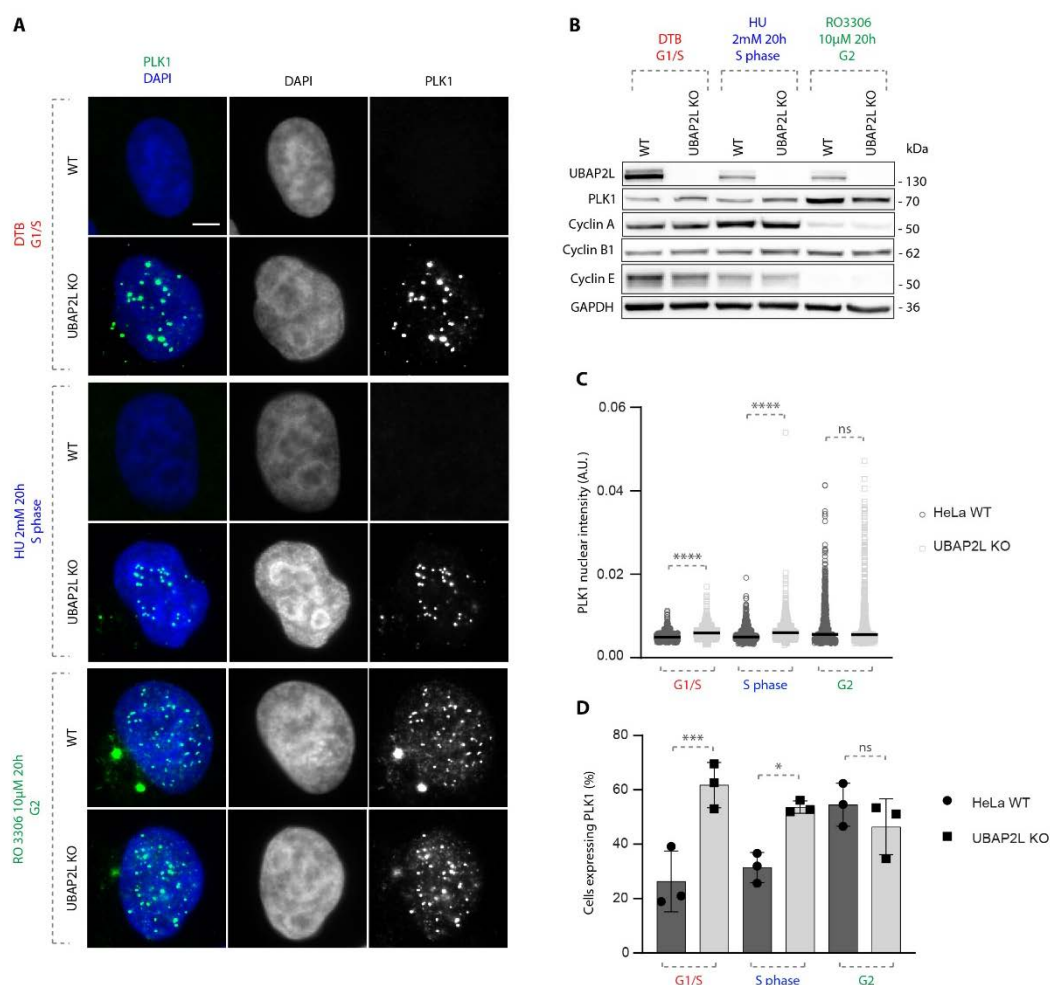 A
PLK1
DAPI
DAPI
PLK1
DTB
G1/S
WT
UBAP2L KO
HU 2mM 20h
S phase
WT
UBAP2L KO
RO 3306 10µM 20h
G2
WT
UBAP2L KO
B
DTB
G1/S
HU
2mM 20h
S phase
RO3306
10µM 20h
G2
WT
UBAP2L KO
WT
UBAP2L KO
WT
UBAP2L KO
kDa
UBAP2L
- 130
PLK1
- 70
Cyclin A
- 50
Cyclin B1
- 62
Cyclin E
- 50
GAPDH
- 36
C
PLK1 nuclear intensity (A.U.)
0.06
0.04
0.02
0.00
****
****
ns
HeLa WT
UBAP2L KO
G1/S
S phase
G2
D
Cells expressing PLK1 (%)
80
60
40
20
0
***
*
ns
HeLa WT
UBAP2L KO
G1/S
S phase
G2